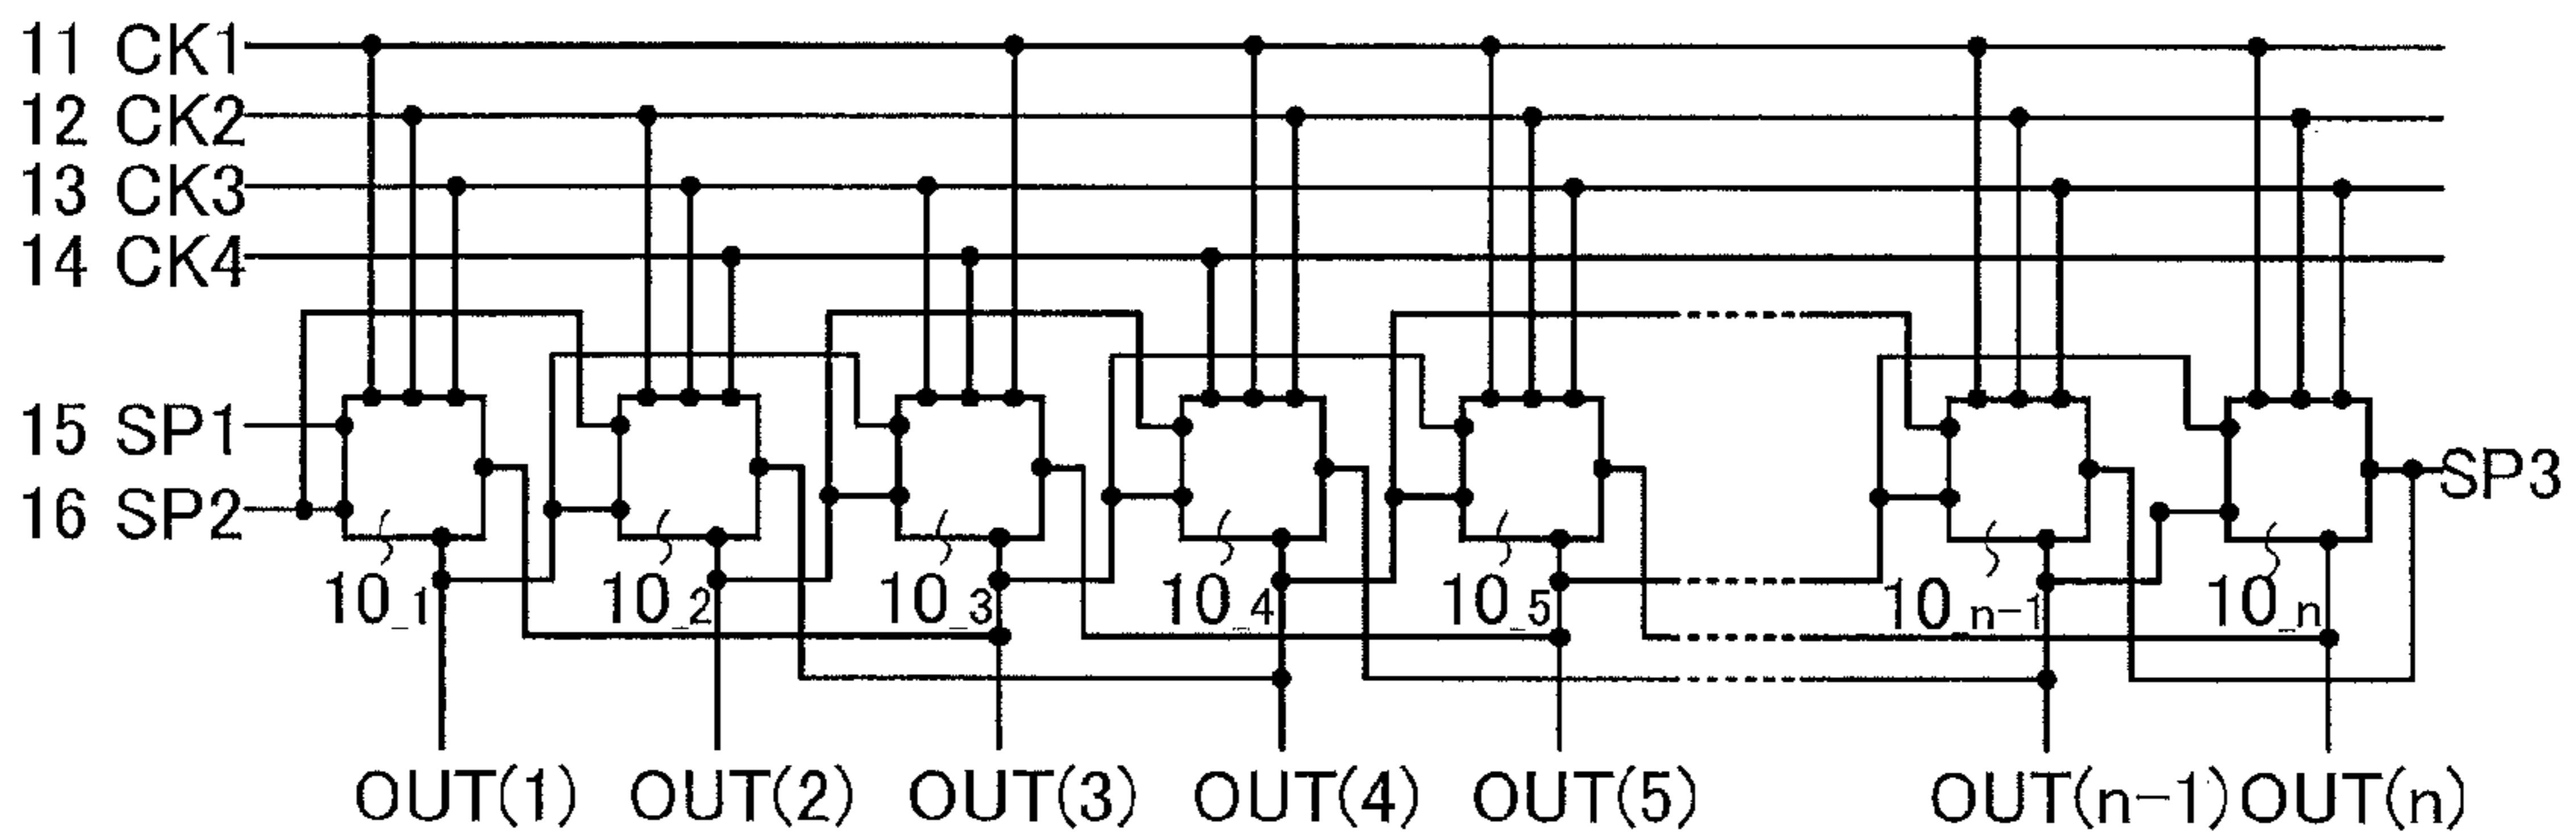 11 CK1
12 CK2
13 CK3
14 CK4
15 SP1
16 SP2
SP3
10_1
10_2
10_3
10_4
10_5
10_n-1
10_n
OUT(1)
OUT(2)
OUT(3)
OUT(4)
OUT(5)
OUT(n-1)
OUT(n)